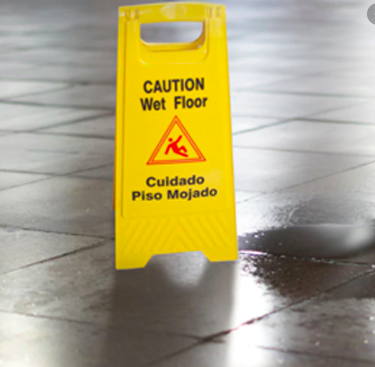 CAUTION
Wet Floor
Cuidado
Piso Mojado